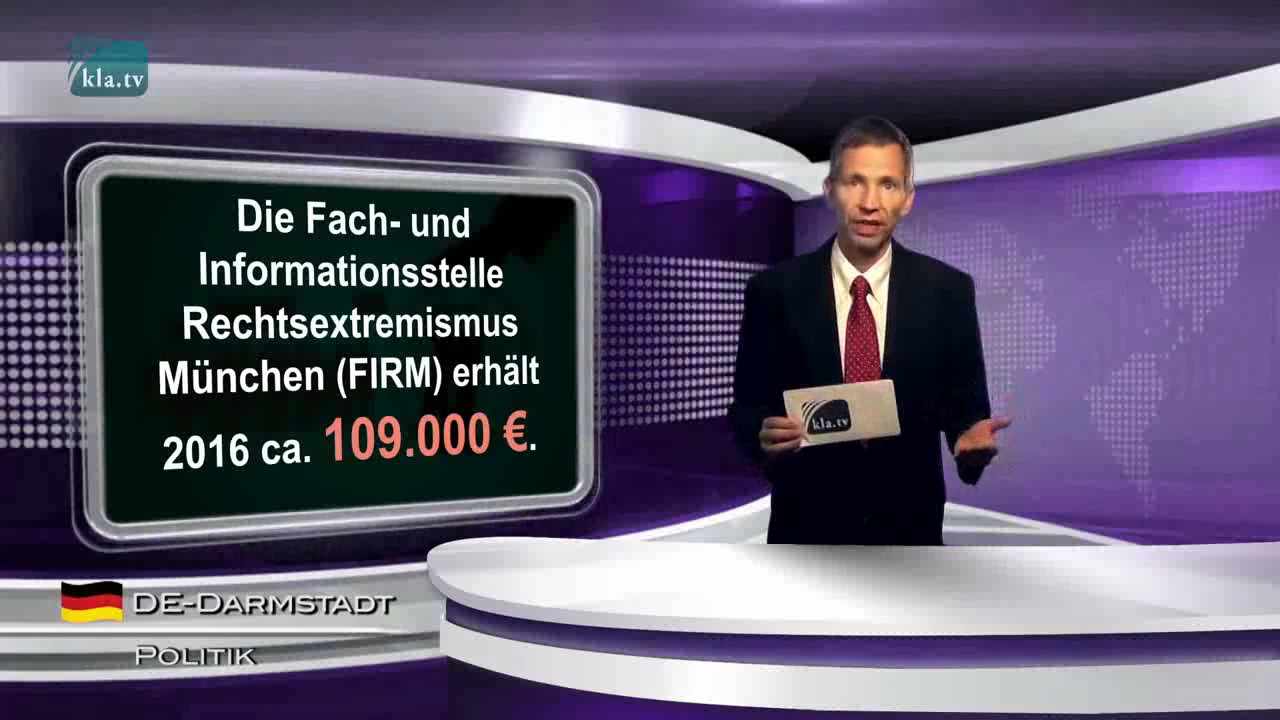 kla.tv
Die Fach- und
Informationsstelle
Rechtsextremismus
München (FIRM) erhält
2016 ca. 109.000 €.
kla.tv
DE-Darmstadt
Politik